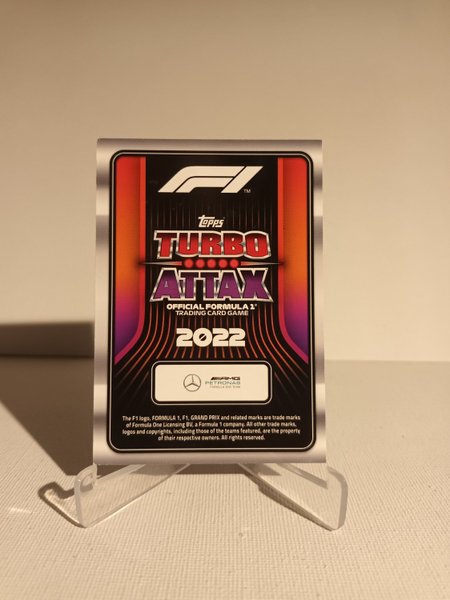 F1
TM
Topps
TURBO
ATTAX
OFFICIAL FORMULA 1®
TRADING CARD GAME
2022
AMG
PETRONAS
FORMULA ONE TEAM
The F1 logo, FORMULA 1, F1, GRAND PRIX and related marks are trade marks
of Formula One Licensing BV, a Formula 1 company. All other trade marks,
logos and copyrights, including those of the teams featured, are the property
of their respective owners. All rights reserved.